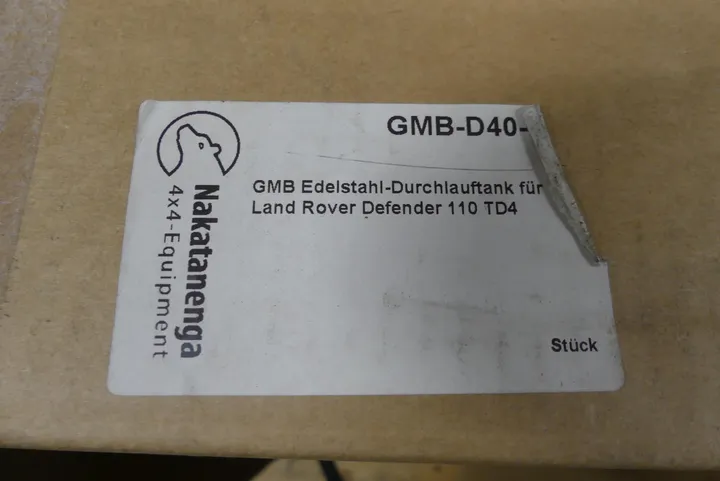 GMB-D40-
GMB Edelstahl-Durchlauftank für
Land Rover Defender 110 TD4
Nakatanenga
4x4-Equipment
Stück